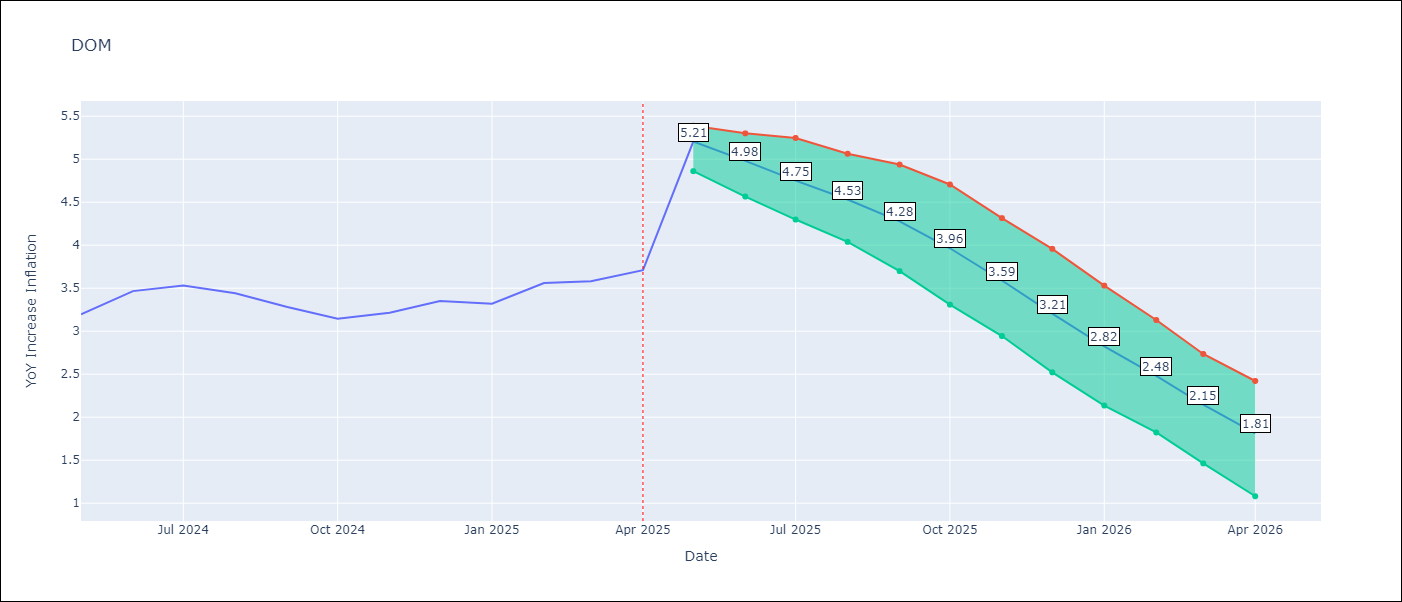 DOM
YoY Increase Inflation
5.5
5
4.5
4
3.5
3
2.5
2
1.5
1
5.21
4.98
4.75
4.53
4.28
3.96
3.59
3.21
2.82
2.48
2.15
1.81
Jul 2024
Oct 2024
Jan 2025
Apr 2025
Jul 2025
Oct 2025
Jan 2026
Apr 2026
Date